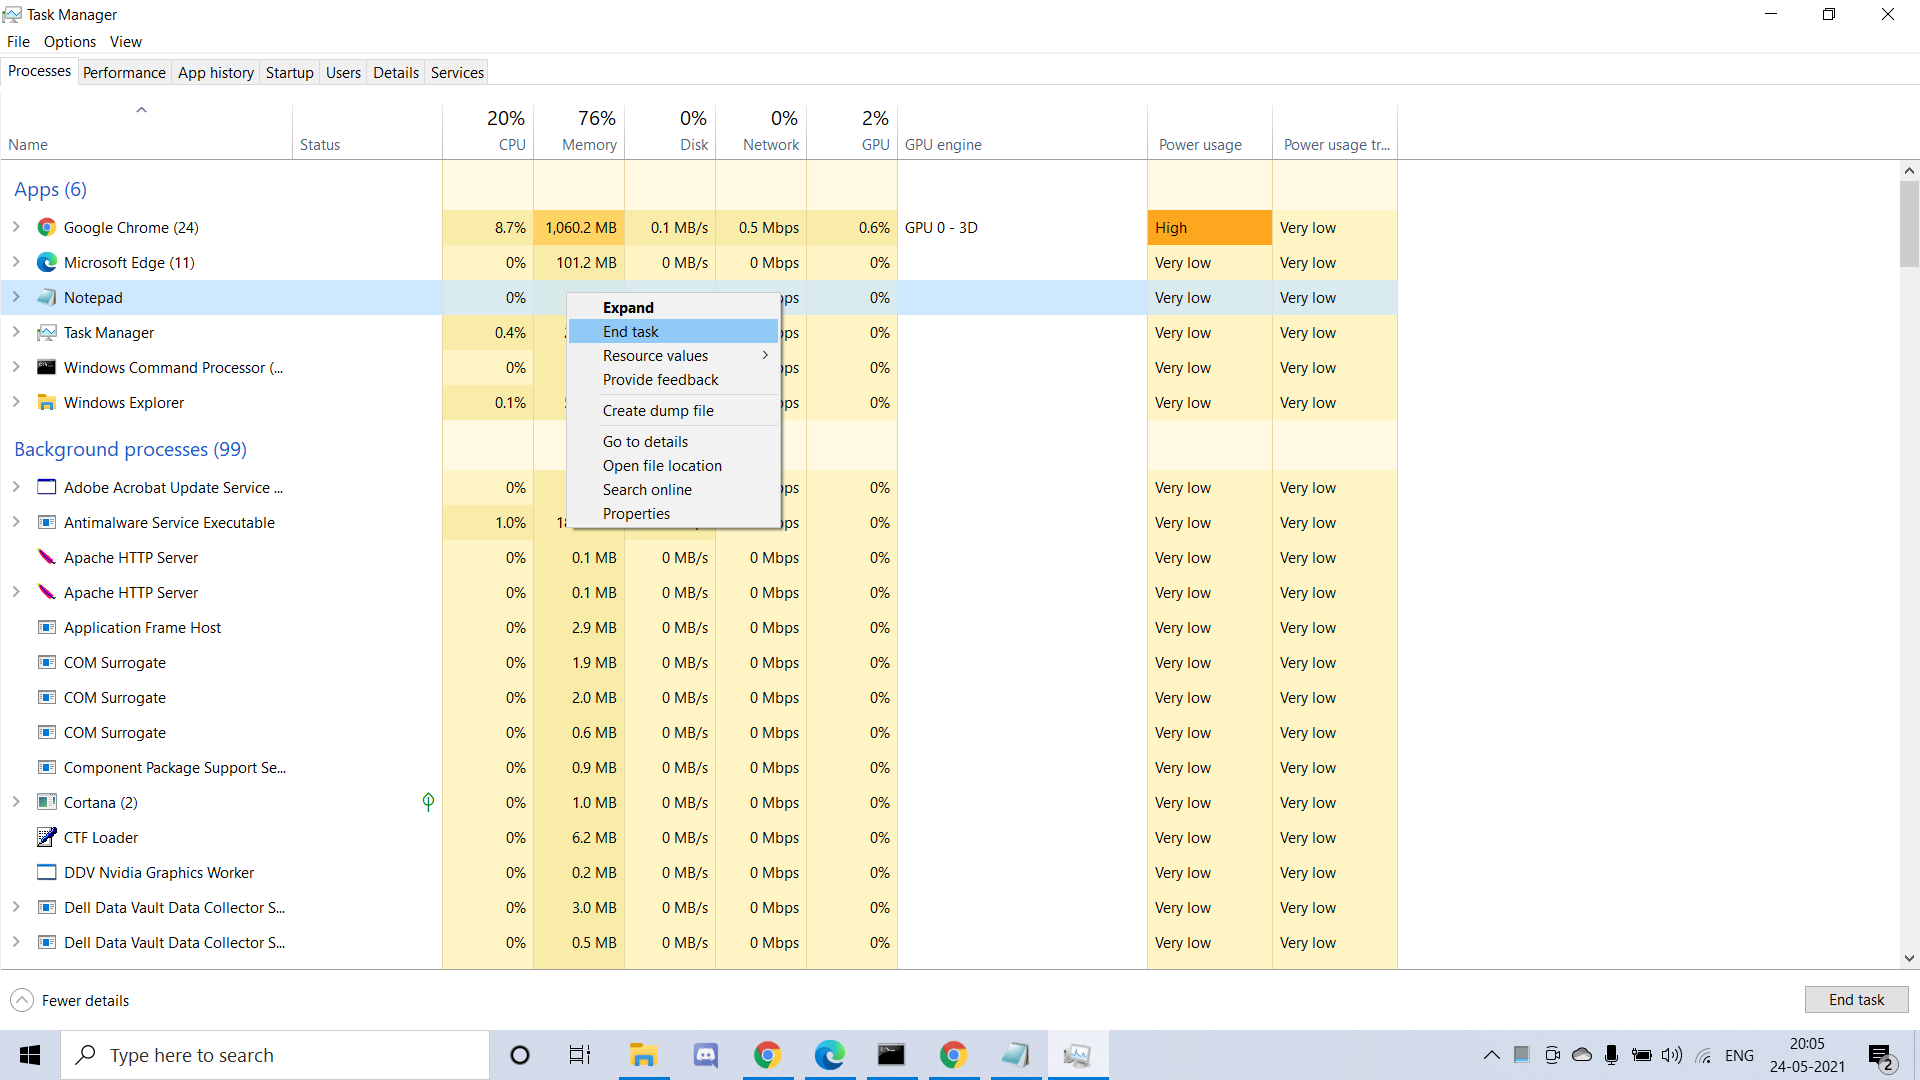 Task Manager
File Options View
Processes Performance App history Startup Users Details Services
20% 76% 0% 0% 2%
Name Status CPU Memory Disk Network GPU GPU engine Power usage Power usage tr...
Apps (6)
Google Chrome (24) 8.7% 1,060.2 MB 0.1 MB/s 0.5 Mbps 0.6% GPU 0 - 3D High Very low
Microsoft Edge (11) 0% 101.2 MB 0 MB/s 0 Mbps 0% Very low Very low
Notepad 0% 0% Very low Very low
Expand
Task Manager 0.4% End task 0% Very low Very low
Resource values
Windows Command Processor (... 0% 0% Very low Very low
Provide feedback
Windows Explorer 0.1% 0% Very low Very low
Create dump file
Background processes (99) Go to details
Open file location
Adobe Acrobat Update Service ... 0% Search online 0% Very low Very low
Antimalware Service Executable 1.0% Properties 0% Very low Very low
Apache HTTP Server 0% 0.1 MB 0 MB/s 0 Mbps 0% Very low Very low
Apache HTTP Server 0% 0.1 MB 0 MB/s 0 Mbps 0% Very low Very low
Application Frame Host 0% 2.9 MB 0 MB/s 0 Mbps 0% Very low Very low
COM Surrogate 0% 1.9 MB 0 MB/s 0 Mbps 0% Very low Very low
COM Surrogate 0% 2.0 MB 0 MB/s 0 Mbps 0% Very low Very low
COM Surrogate 0% 0.6 MB 0 MB/s 0 Mbps 0% Very low Very low
Component Package Support Se... 0% 0.9 MB 0 MB/s 0 Mbps 0% Very low Very low
Cortana (2) 0% 1.0 MB 0 MB/s 0 Mbps 0% Very low Very low
CTF Loader 0% 6.2 MB 0 MB/s 0 Mbps 0% Very low Very low
DDV Nvidia Graphics Worker 0% 0.2 MB 0 MB/s 0 Mbps 0% Very low Very low
Dell Data Vault Data Collector S... 0% 3.0 MB 0 MB/s 0 Mbps 0% Very low Very low
Dell Data Vault Data Collector S... 0% 0.5 MB 0 MB/s 0 Mbps 0% Very low Very low
Fewer details End task
Type here to search ENG 20:05
24-05-2021 2